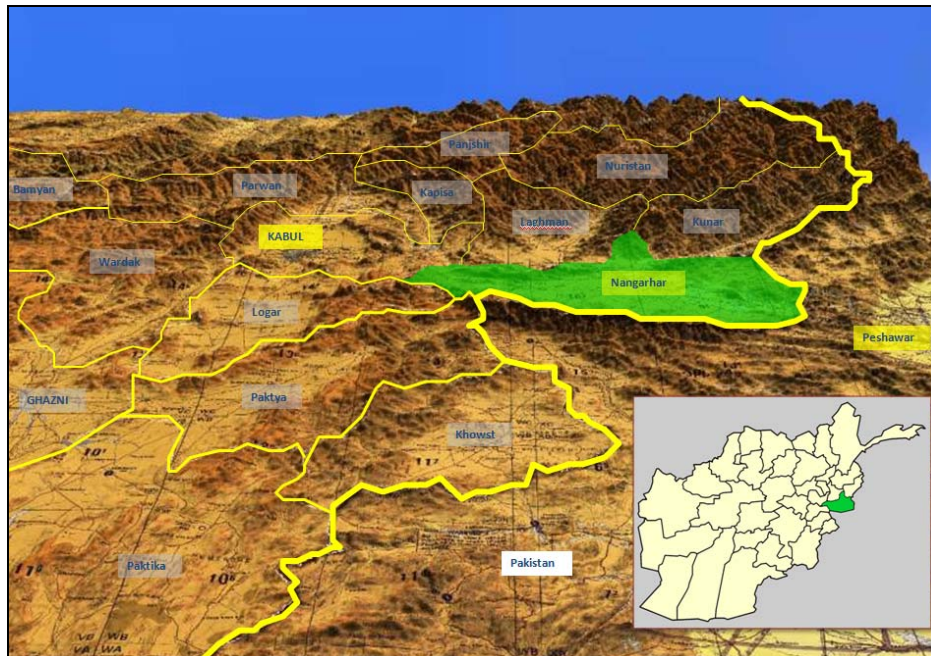 Panjshir
Nuristan
Bamyan
Parwan
Kapisa
Laghman
Kunar
KABUL
Wardak
Nangarhar
Logar
Peshawar
GHAZNI
Paktya
Khowst
Pakistan
Paktika